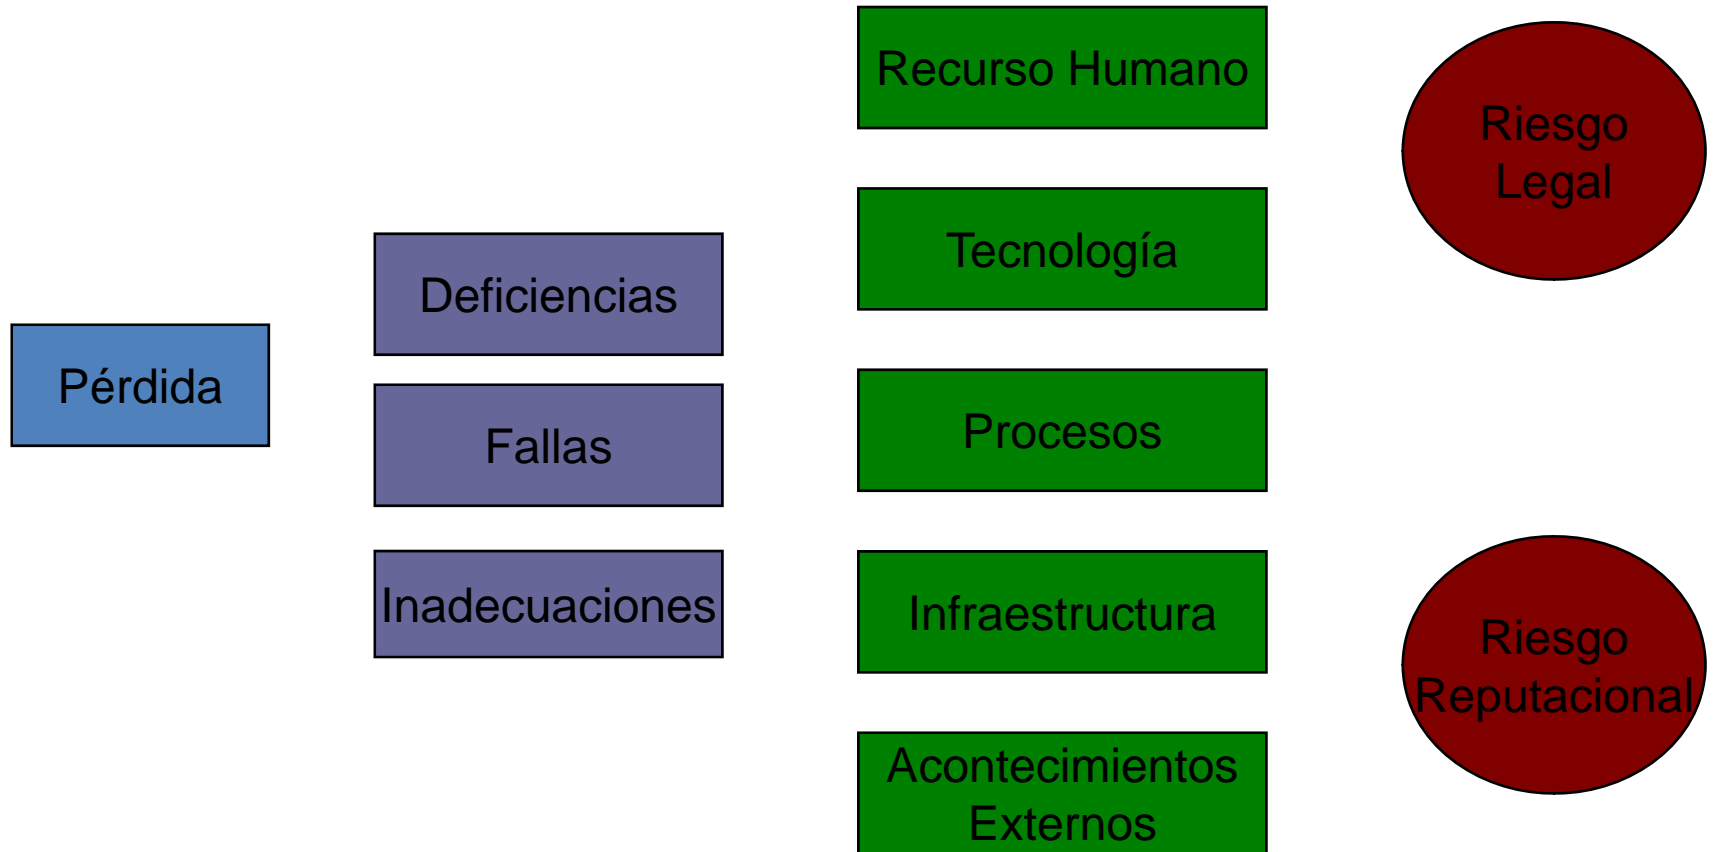 Pérdida
Deficiencias
Fallas
Inadecuaciones
Recurso Humano
Tecnología
Procesos
Infraestructura
Acontecimientos
Externos
Riesgo
Legal
Riesgo
Reputacional